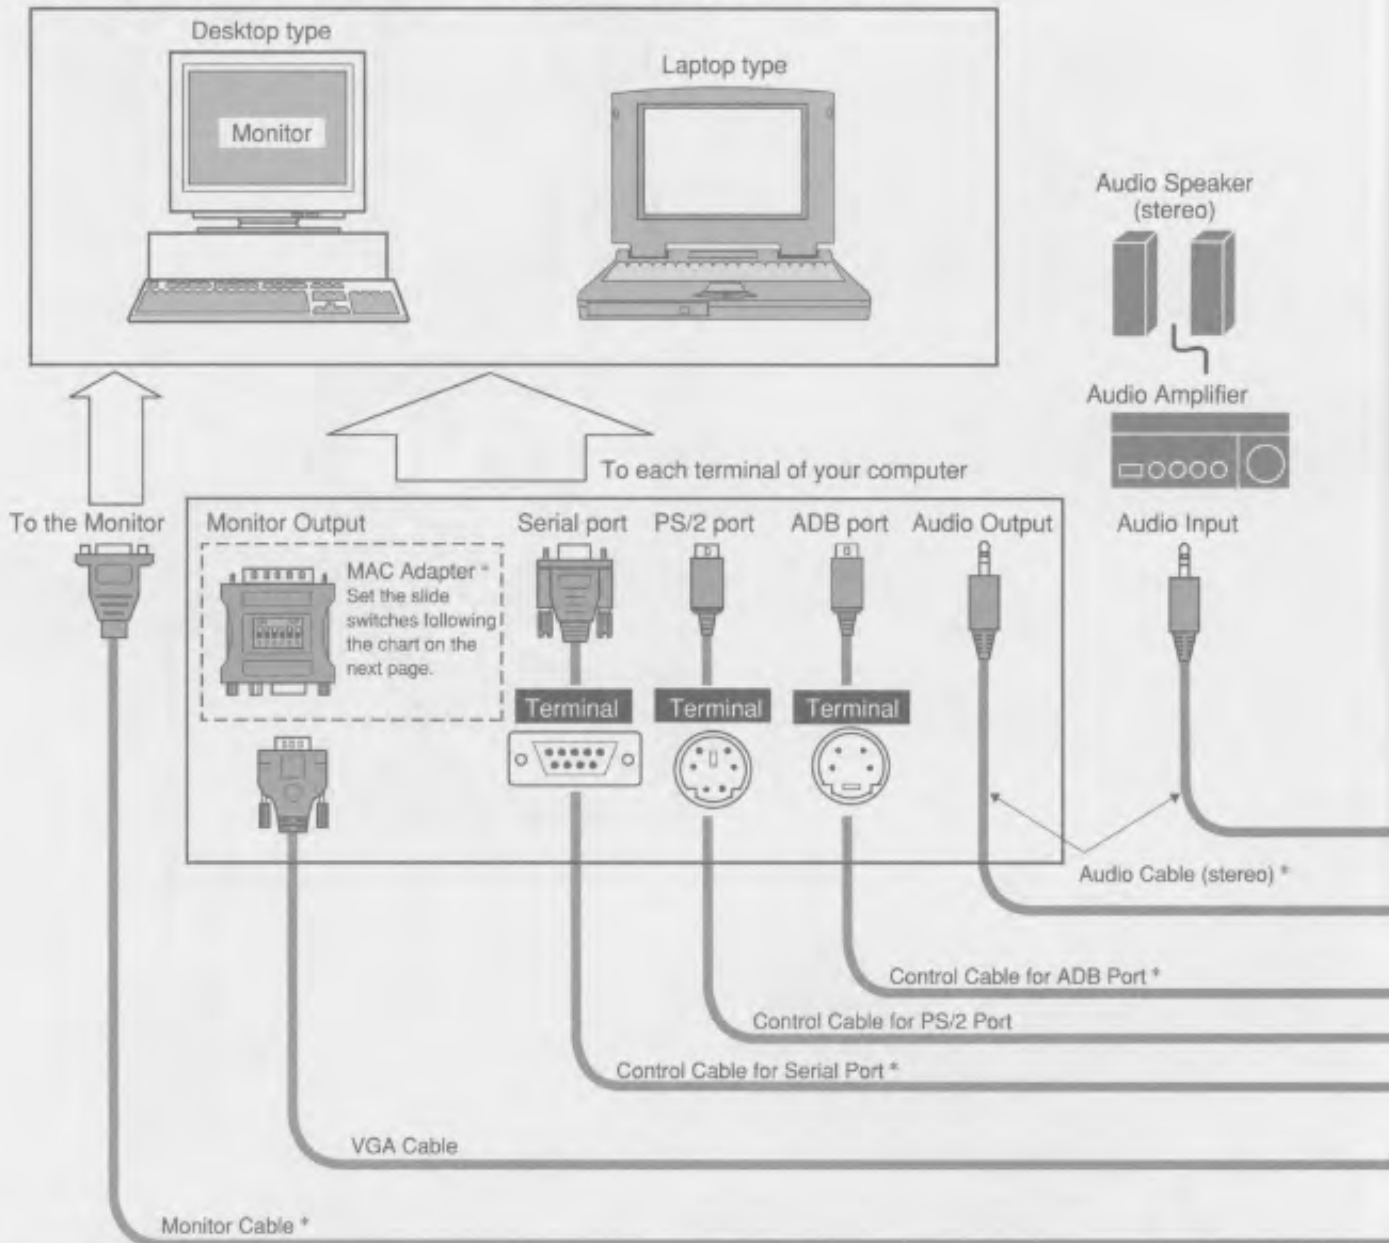 Desktop type
Monitor
Laptop type
Audio Speaker
(stereo)
Audio Amplifier
To each terminal of your computer
To the Monitor
Monitor Output
Serial port
PS/2 port
ADB port
Audio Output
Audio Input
MAC Adapter *
Set the slide
switches following
the chart on the
next page.
Terminal
Terminal
Terminal
Audio Cable (stereo) *
Control Cable for ADB Port *
Control Cable for PS/2 Port
Control Cable for Serial Port *
VGA Cable
Monitor Cable *